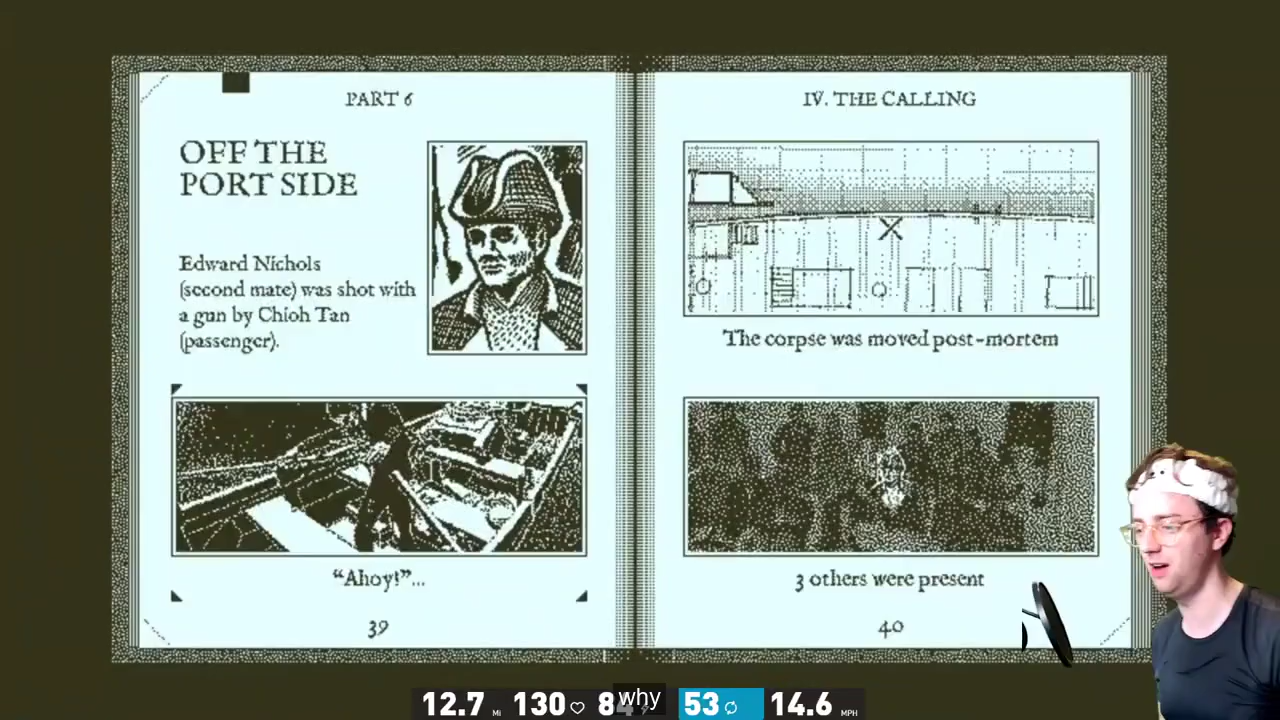 PART 6
OFF THE
PORT SIDE
Edward Nichols
(second mate) was shot with
a gun by Chioh Tan
(passenger).
"Ahoy!"...
39
IV. THE CALLING
The corpse was moved post-mortem
3 others were present
40
12.7 Mi 130 why 53 14.6 MPH